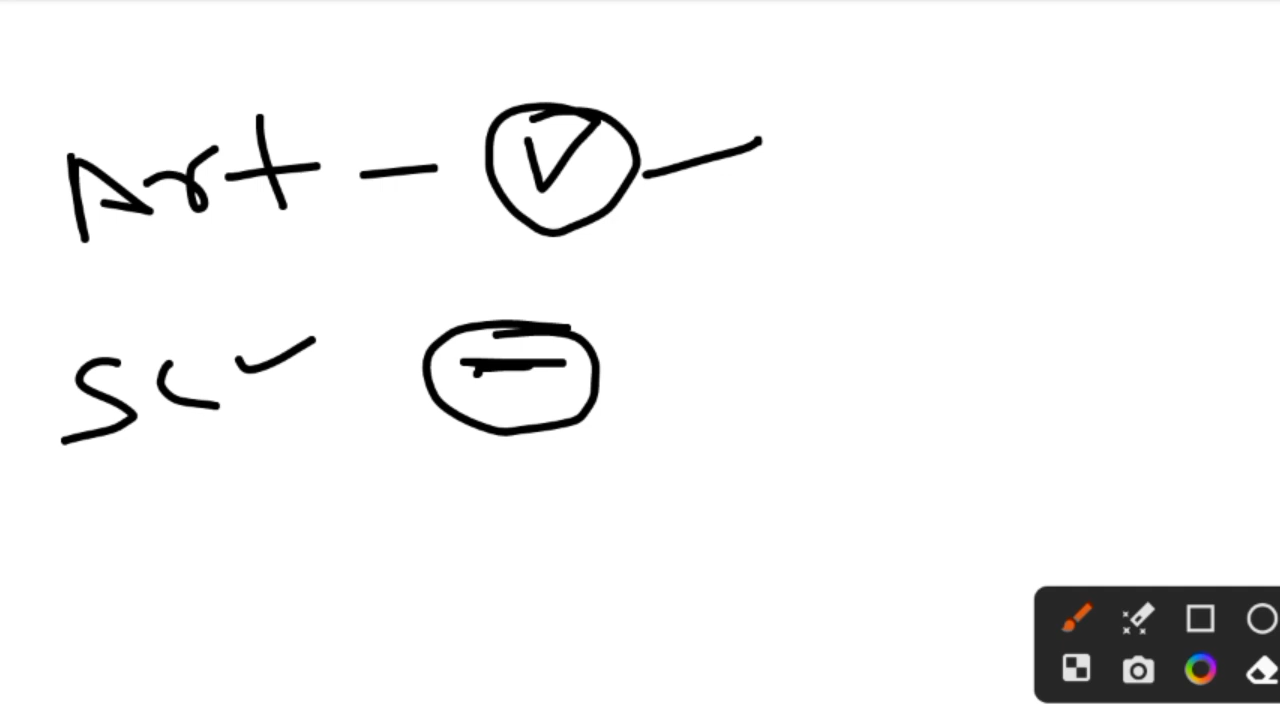 Art - ✓ -
Sc ✓ -